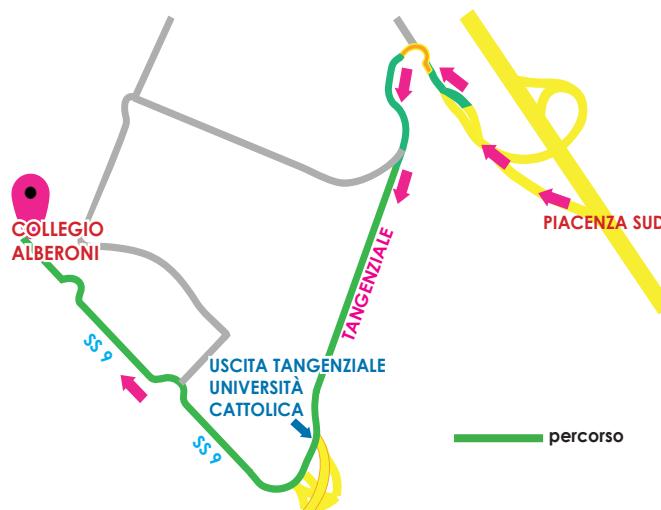 COLLEGIO
ALBERONI
PIACENZA SUD
TANGENZIALE
SS 9
USCITA TANGENZIALE
UNIVERSITÀ
CATTOLICA
SS 9
percorso